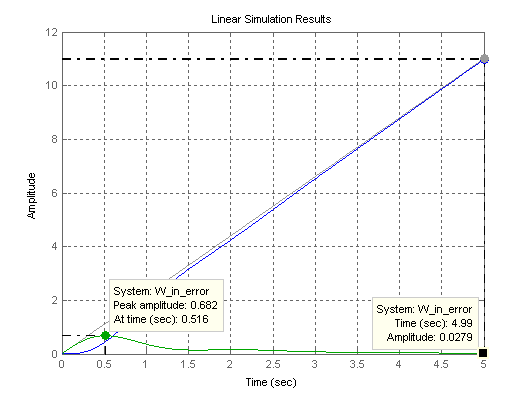 Linear Simulation Results
12
10
8
6
4
2
0
Amplitude
System: W_in_error
Peak amplitude: 0.682
At time (sec): 0.516
System: W_in_error
Time (sec): 4.99
Amplitude: 0.0279
0 0.5 1 1.5 2 2.5 3 3.5 4 4.5 5
Time (sec)